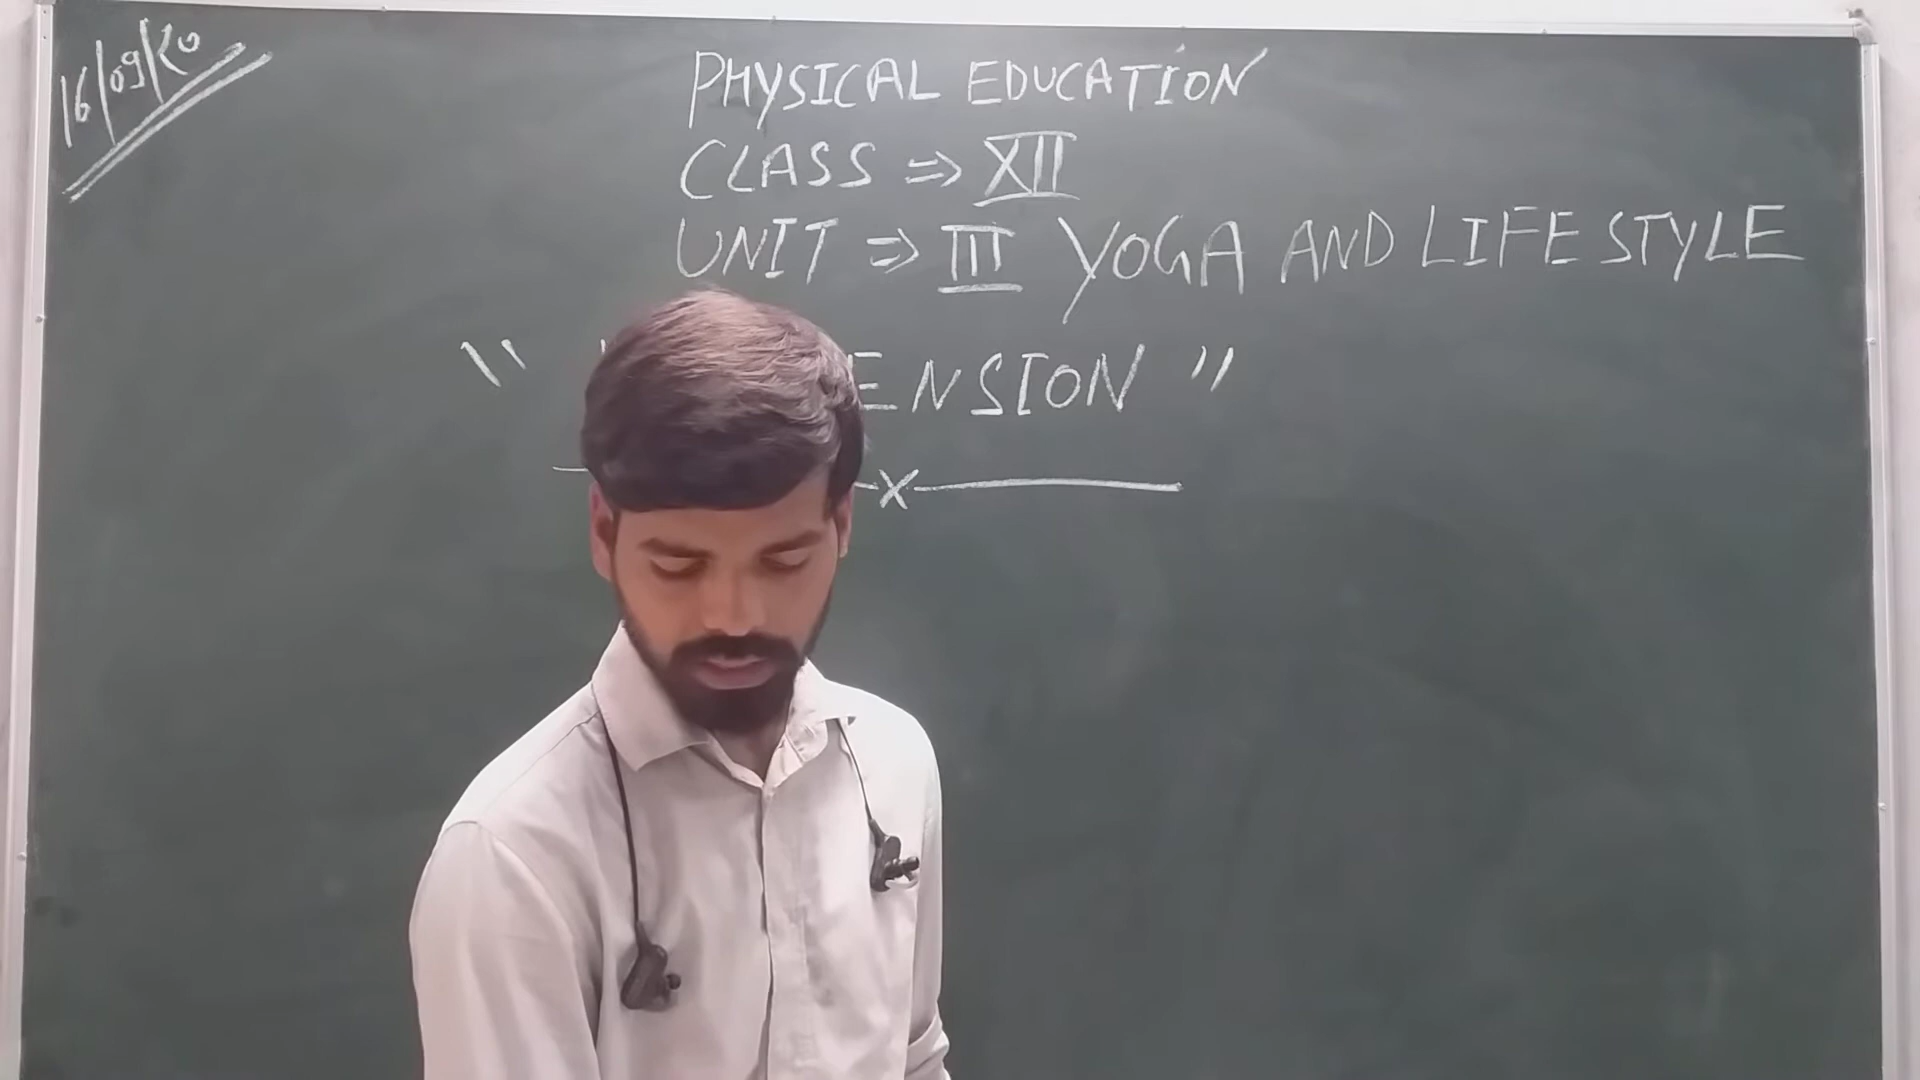 16/09/20
PHYSICAL EDUCATION
CLASS => XII
UNIT => III YOGA AND LIFE STYLE
" ENSION "
x